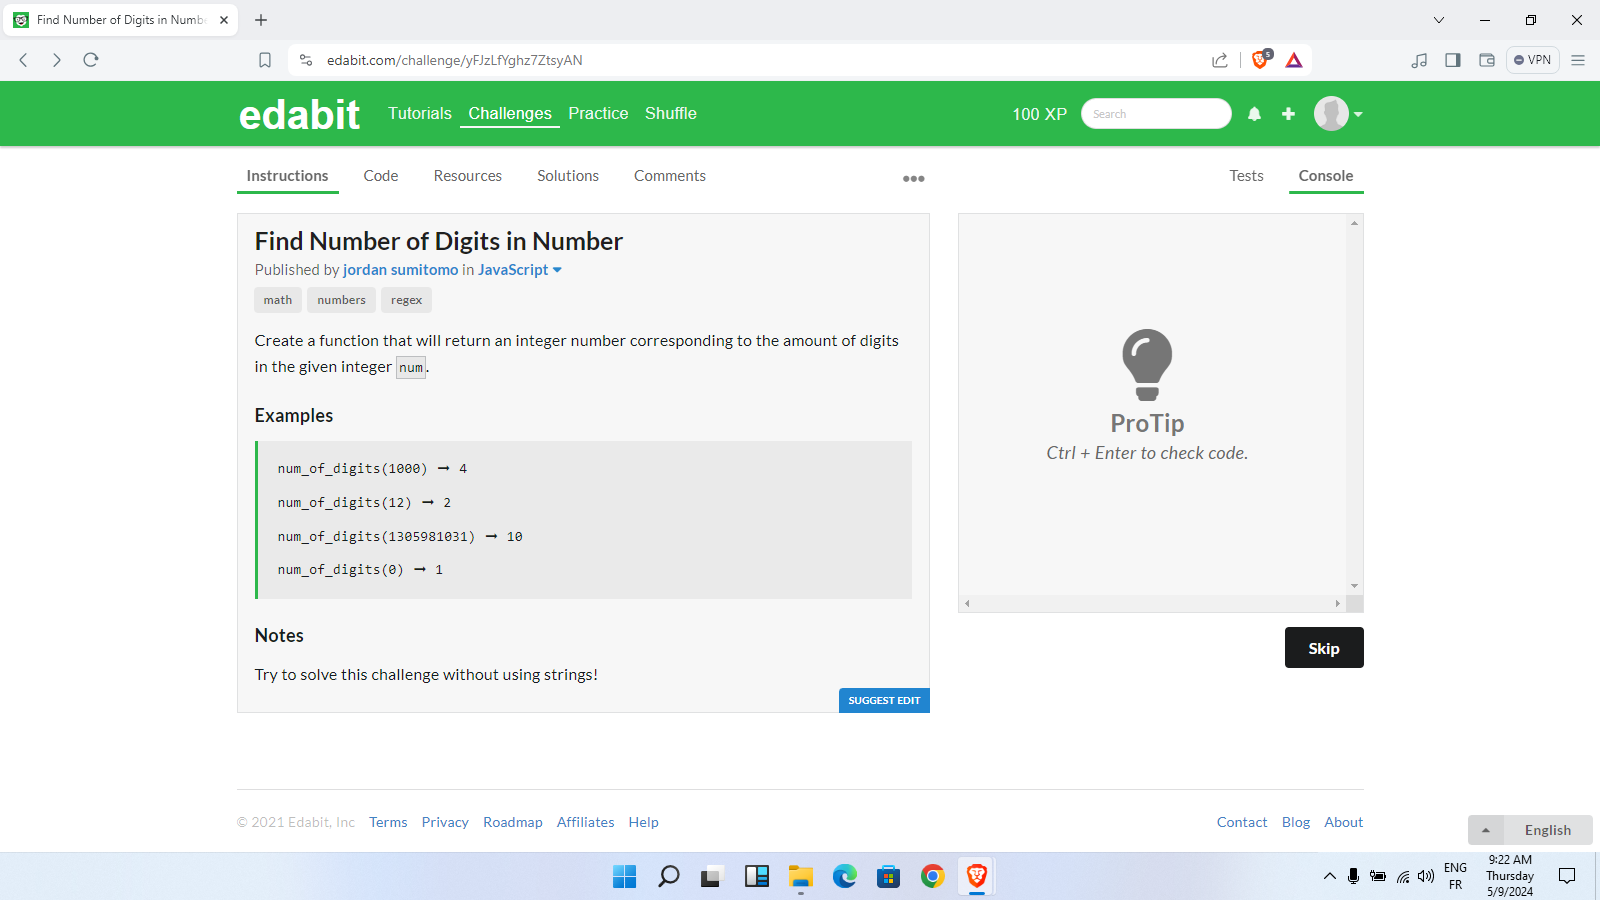 Find Number of Digits in Numbe
edabit.com/challenge/yFJzLfYghz7ZtsyAN
5
VPN
edabit
Tutorials
Challenges
Practice
Shuffle
100 XP
Search
Instructions
Code
Resources
Solutions
Comments
Tests
Console
Find Number of Digits in Number
Published by jordan sumitomo in JavaScript
math
numbers
regex
Create a function that will return an integer number corresponding to the amount of digits
in the given integer num.
Examples
num_of_digits(1000) ➞ 4
num_of_digits(12) ➞ 2
num_of_digits(1305981031) ➞ 10
num_of_digits(0) ➞ 1
Notes
Try to solve this challenge without using strings!
SUGGEST EDIT
ProTip
Ctrl + Enter to check code.
Skip
© 2021 Edabit, Inc
Terms
Privacy
Roadmap
Affiliates
Help
Contact
Blog
About
English
ENG
FR
9:22 AM
Thursday
5/9/2024